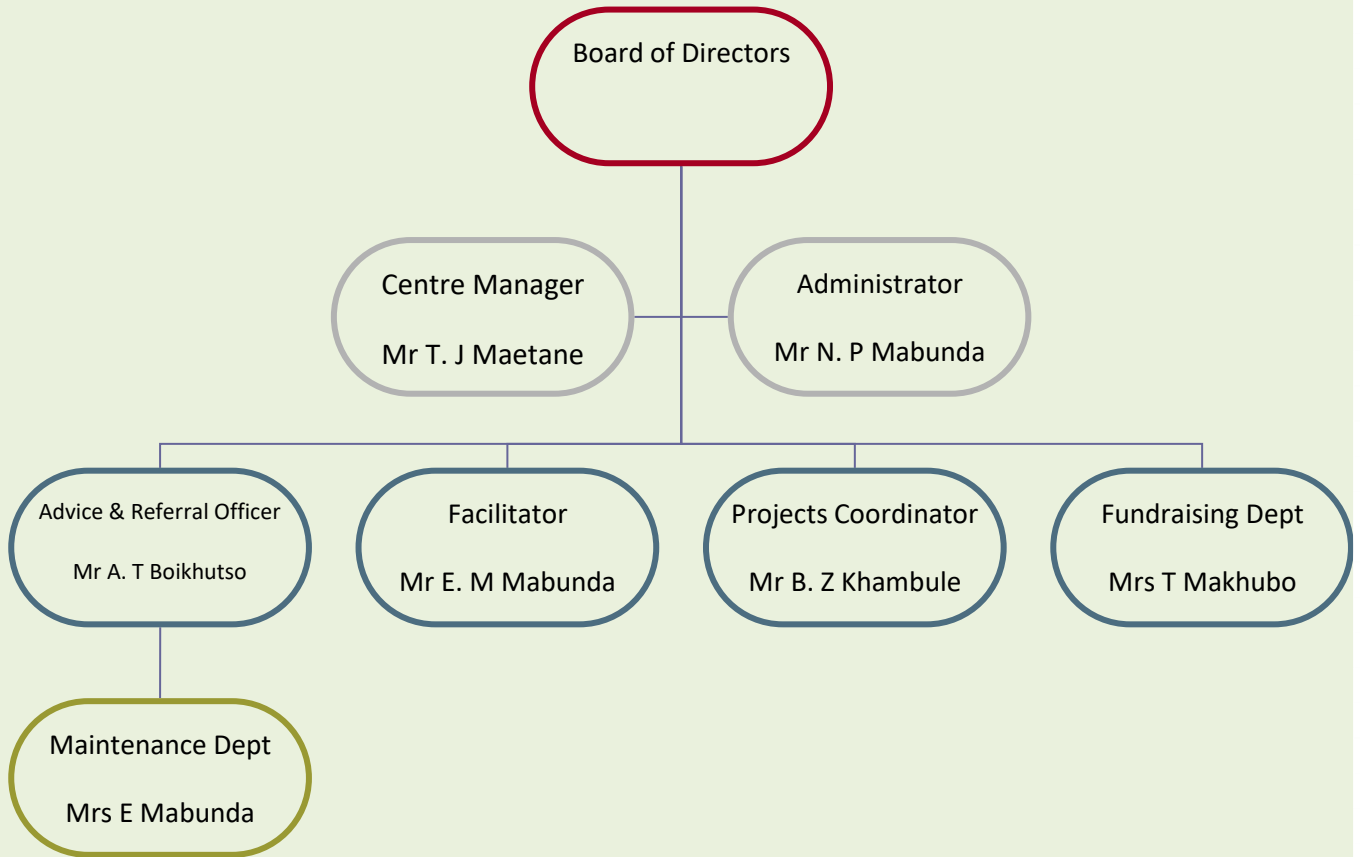 Board of Directors
Centre Manager
Mr T. J Maetane
Administrator
Mr N. P Mabunda
Advice & Referral Officer
Mr A. T Boikhutso
Facilitator
Mr E. M Mabunda
Projects Coordinator
Mr B. Z Khambule
Fundraising Dept
Mrs T Makhubo
Maintenance Dept
Mrs E Mabunda